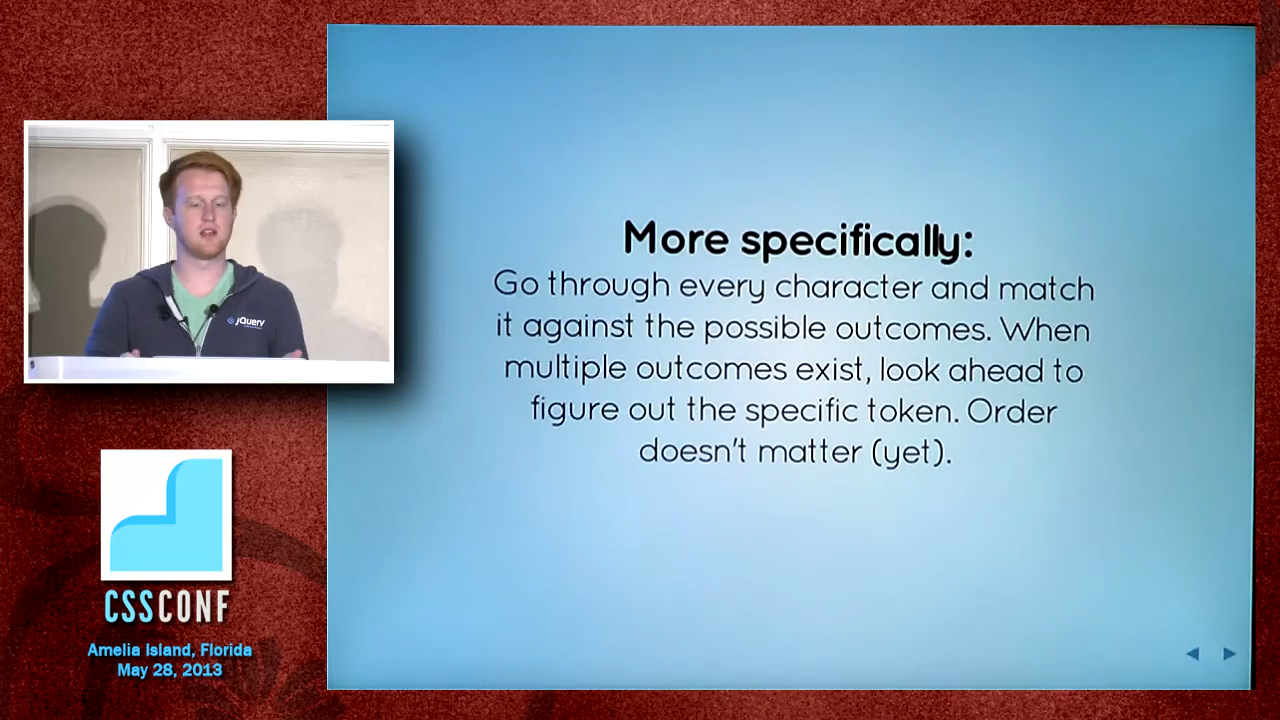 More specifically:
Go through every character and match
it against the possible outcomes. When
multiple outcomes exist, look ahead to
figure out the specific token. Order
doesn't matter (yet).
jQuery
CSSCONF
Amelia Island, Florida
May 28, 2013